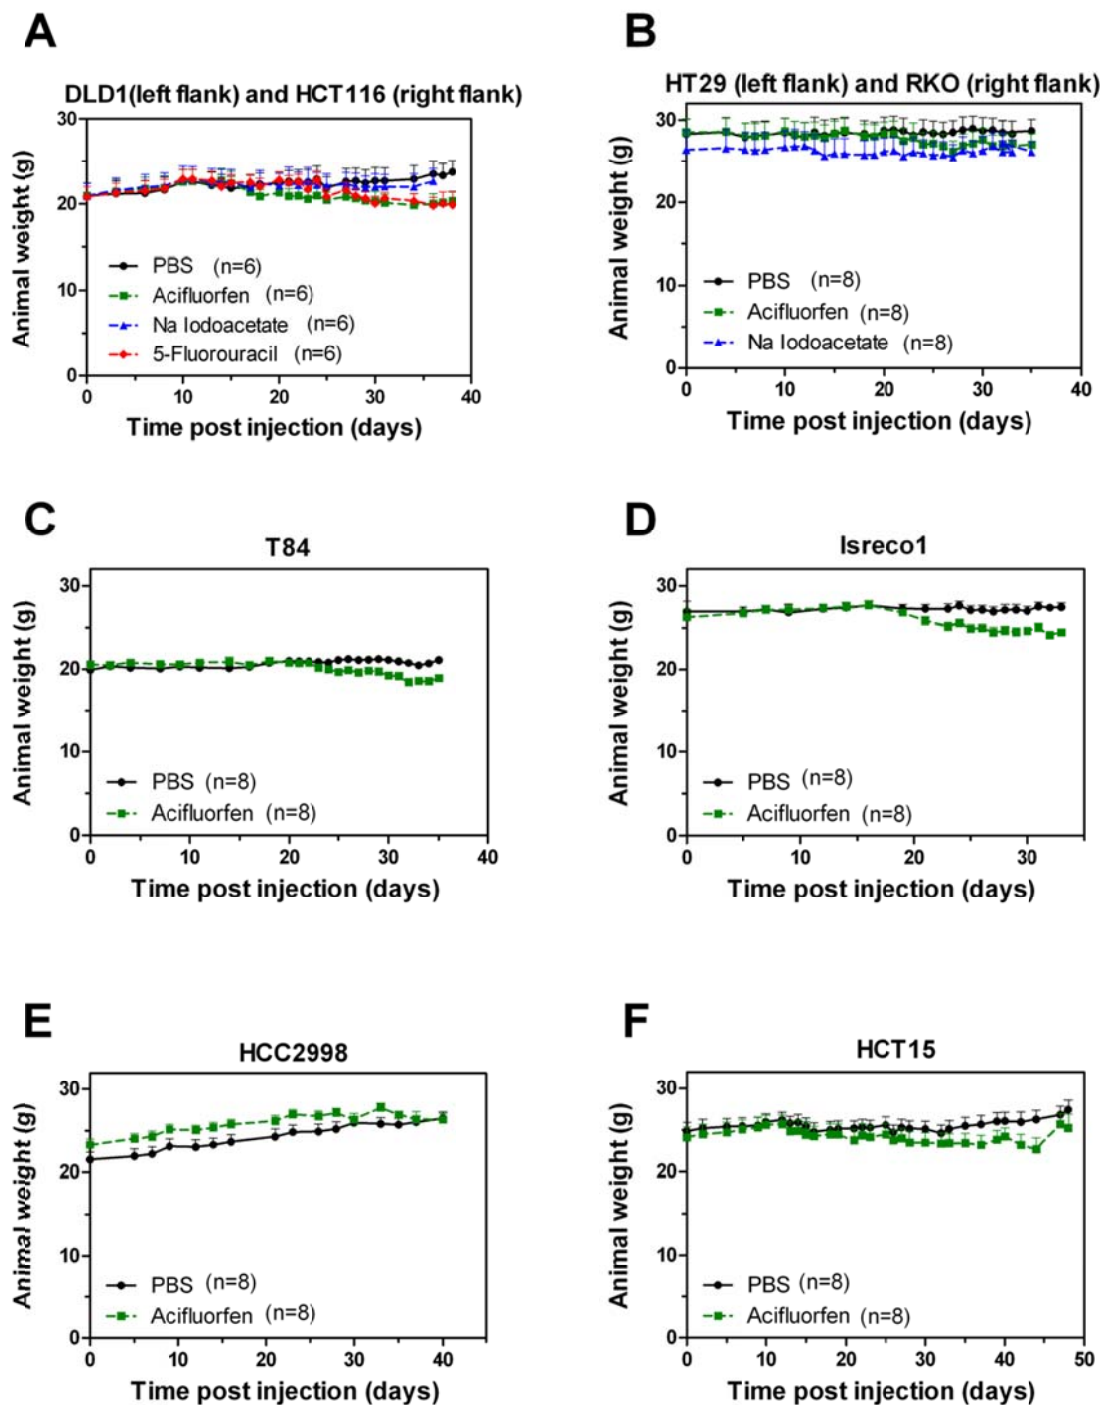 A
DLD1(left flank) and HCT116 (right flank)
Animal weight (g)
30
20
10
0
PBS (n=6)
Acifluorfen (n=6)
Na Iodoacetate (n=6)
5-Fluorouracil (n=6)
0 10 20 30 40
Time post injection (days)
B
HT29 (left flank) and RKO (right flank)
Animal weight (g)
30
20
10
0
PBS (n=8)
Acifluorfen (n=8)
Na Iodoacetate (n=8)
0 10 20 30 40
Time post injection (days)
C
T84
Animal weight (g)
30
20
10
0
PBS (n=8)
Acifluorfen (n=8)
0 10 20 30 40
Time post injection (days)
D
Isreco1
Animal weight (g)
30
20
10
0
PBS (n=8)
Acifluorfen (n=8)
0 10 20 30
Time post injection (days)
E
HCC2998
Animal weight (g)
30
20
10
0
PBS (n=8)
Acifluorfen (n=8)
0 10 20 30 40
Time post injection (days)
F
HCT15
Animal weight (g)
30
20
10
0
PBS (n=8)
Acifluorfen (n=8)
0 10 20 30 40 50
Time post injection (days)